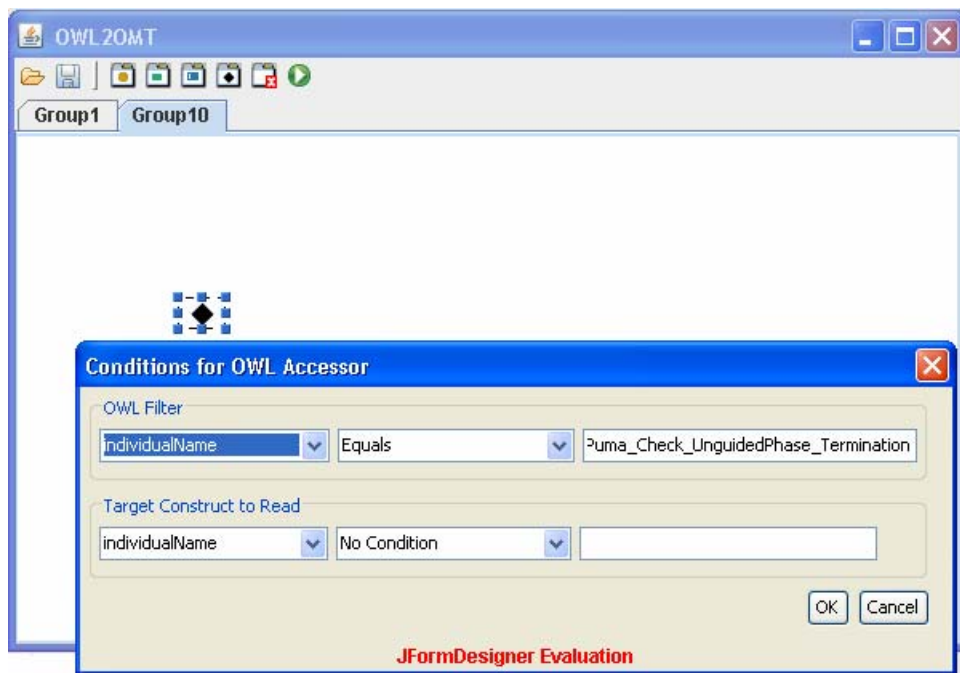 OWL2OMT
Group1 Group10
Conditions for OWL Accessor
OWL Filter
individualName Equals Puma_Check_UnguidedPhase_Termination
Target Construct to Read
individualName No Condition
OK Cancel
JFormDesigner Evaluation